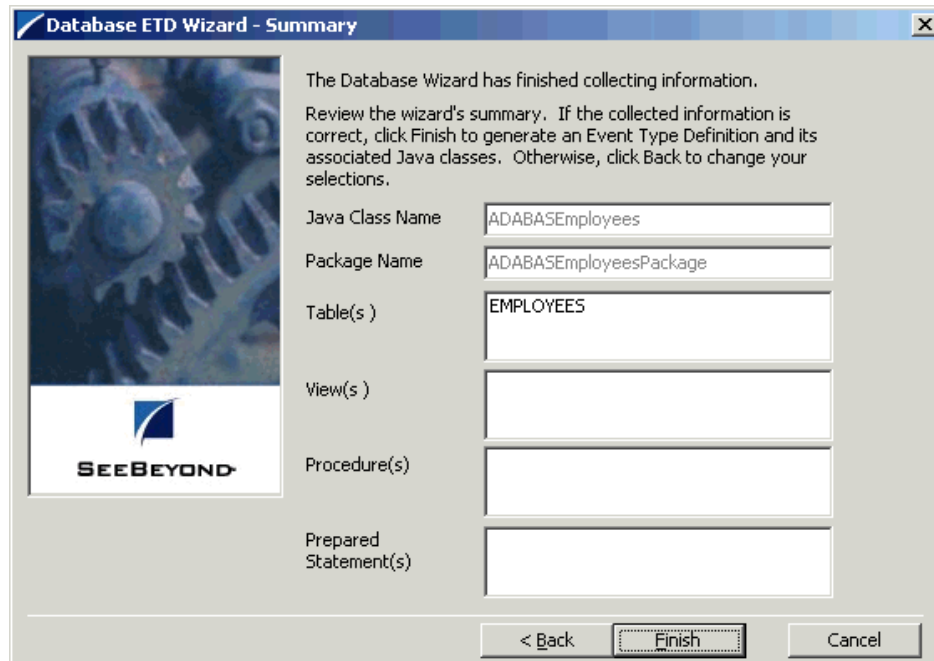 Database ETD Wizard - Summary
The Database Wizard has finished collecting information.
Review the wizard's summary. If the collected information is
correct, click Finish to generate an Event Type Definition and its
associated Java classes. Otherwise, click Back to change your
selections.
Java Class Name
ADABASEmployees
Package Name
ADABASEmployeesPackage
Table(s )
EMPLOYEES
View(s )
Procedure(s)
Prepared
Statement(s)
SEEBEYOND
< Back
Finish
Cancel